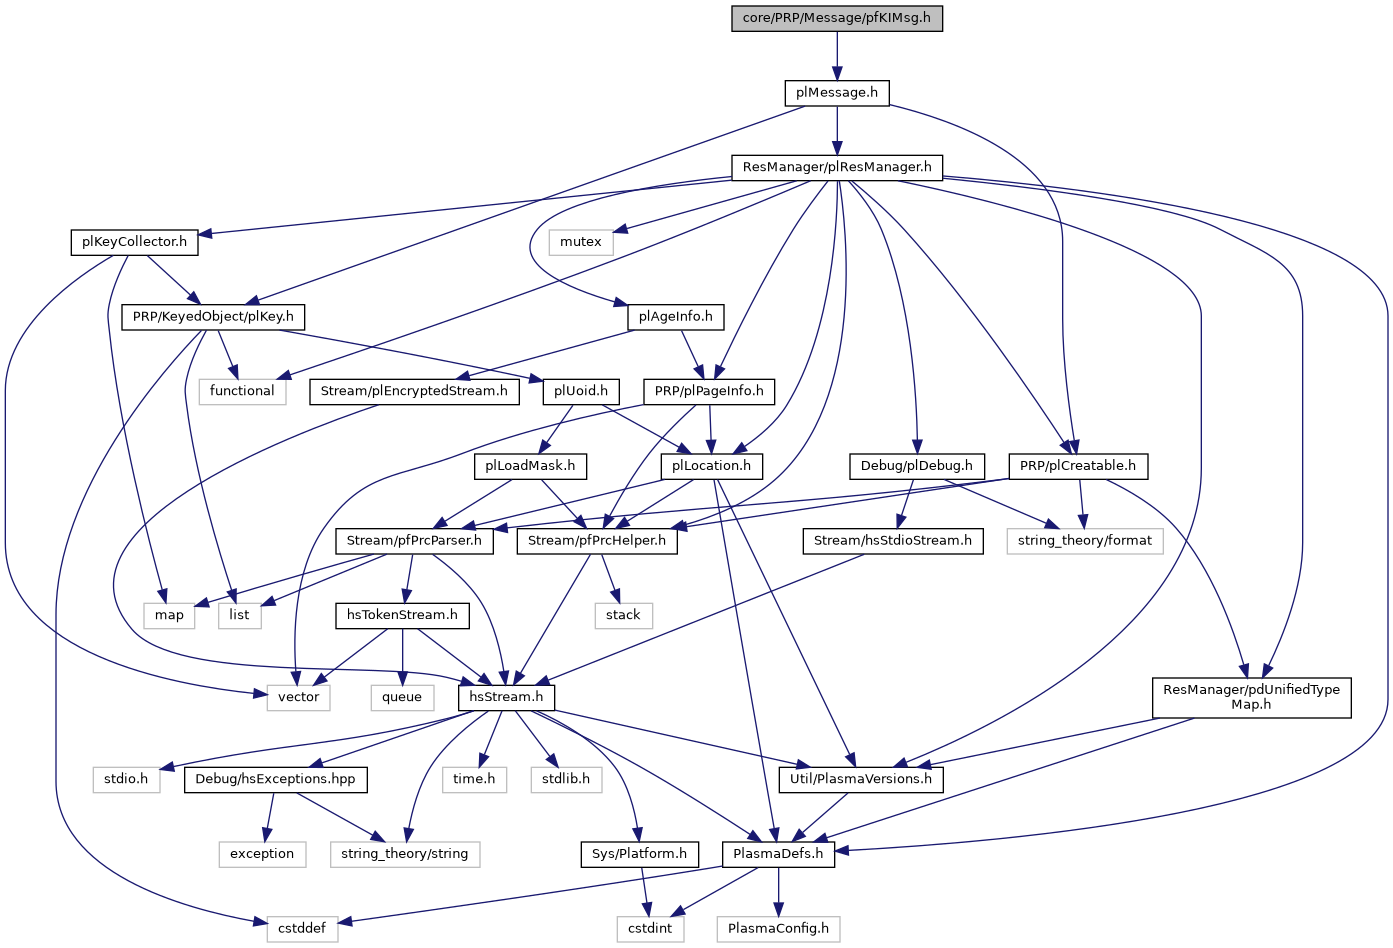 core/PRP/Message/pfKIMsg.h
plMessage.h
ResManager/plResManager.h
plKeyCollector.h
mutex
PRP/KeyedObject/plKey.h
plAgeInfo.h
functional
Stream/plEncryptedStream.h
plUoid.h
PRP/plPageInfo.h
plLoadMask.h
plLocation.h
Debug/plDebug.h
PRP/plCreatable.h
Stream/pfPrcParser.h
Stream/pfPrcHelper.h
Stream/hsStdioStream.h
string_theory/format
map
list
hsTokenStream.h
stack
vector
queue
hsStream.h
ResManager/pdUnifiedType
Map.h
stdio.h
Debug/hsExceptions.hpp
time.h
stdlib.h
Util/PlasmaVersions.h
exception
string_theory/string
Sys/Platform.h
PlasmaDefs.h
cstddef
cstdint
PlasmaConfig.h